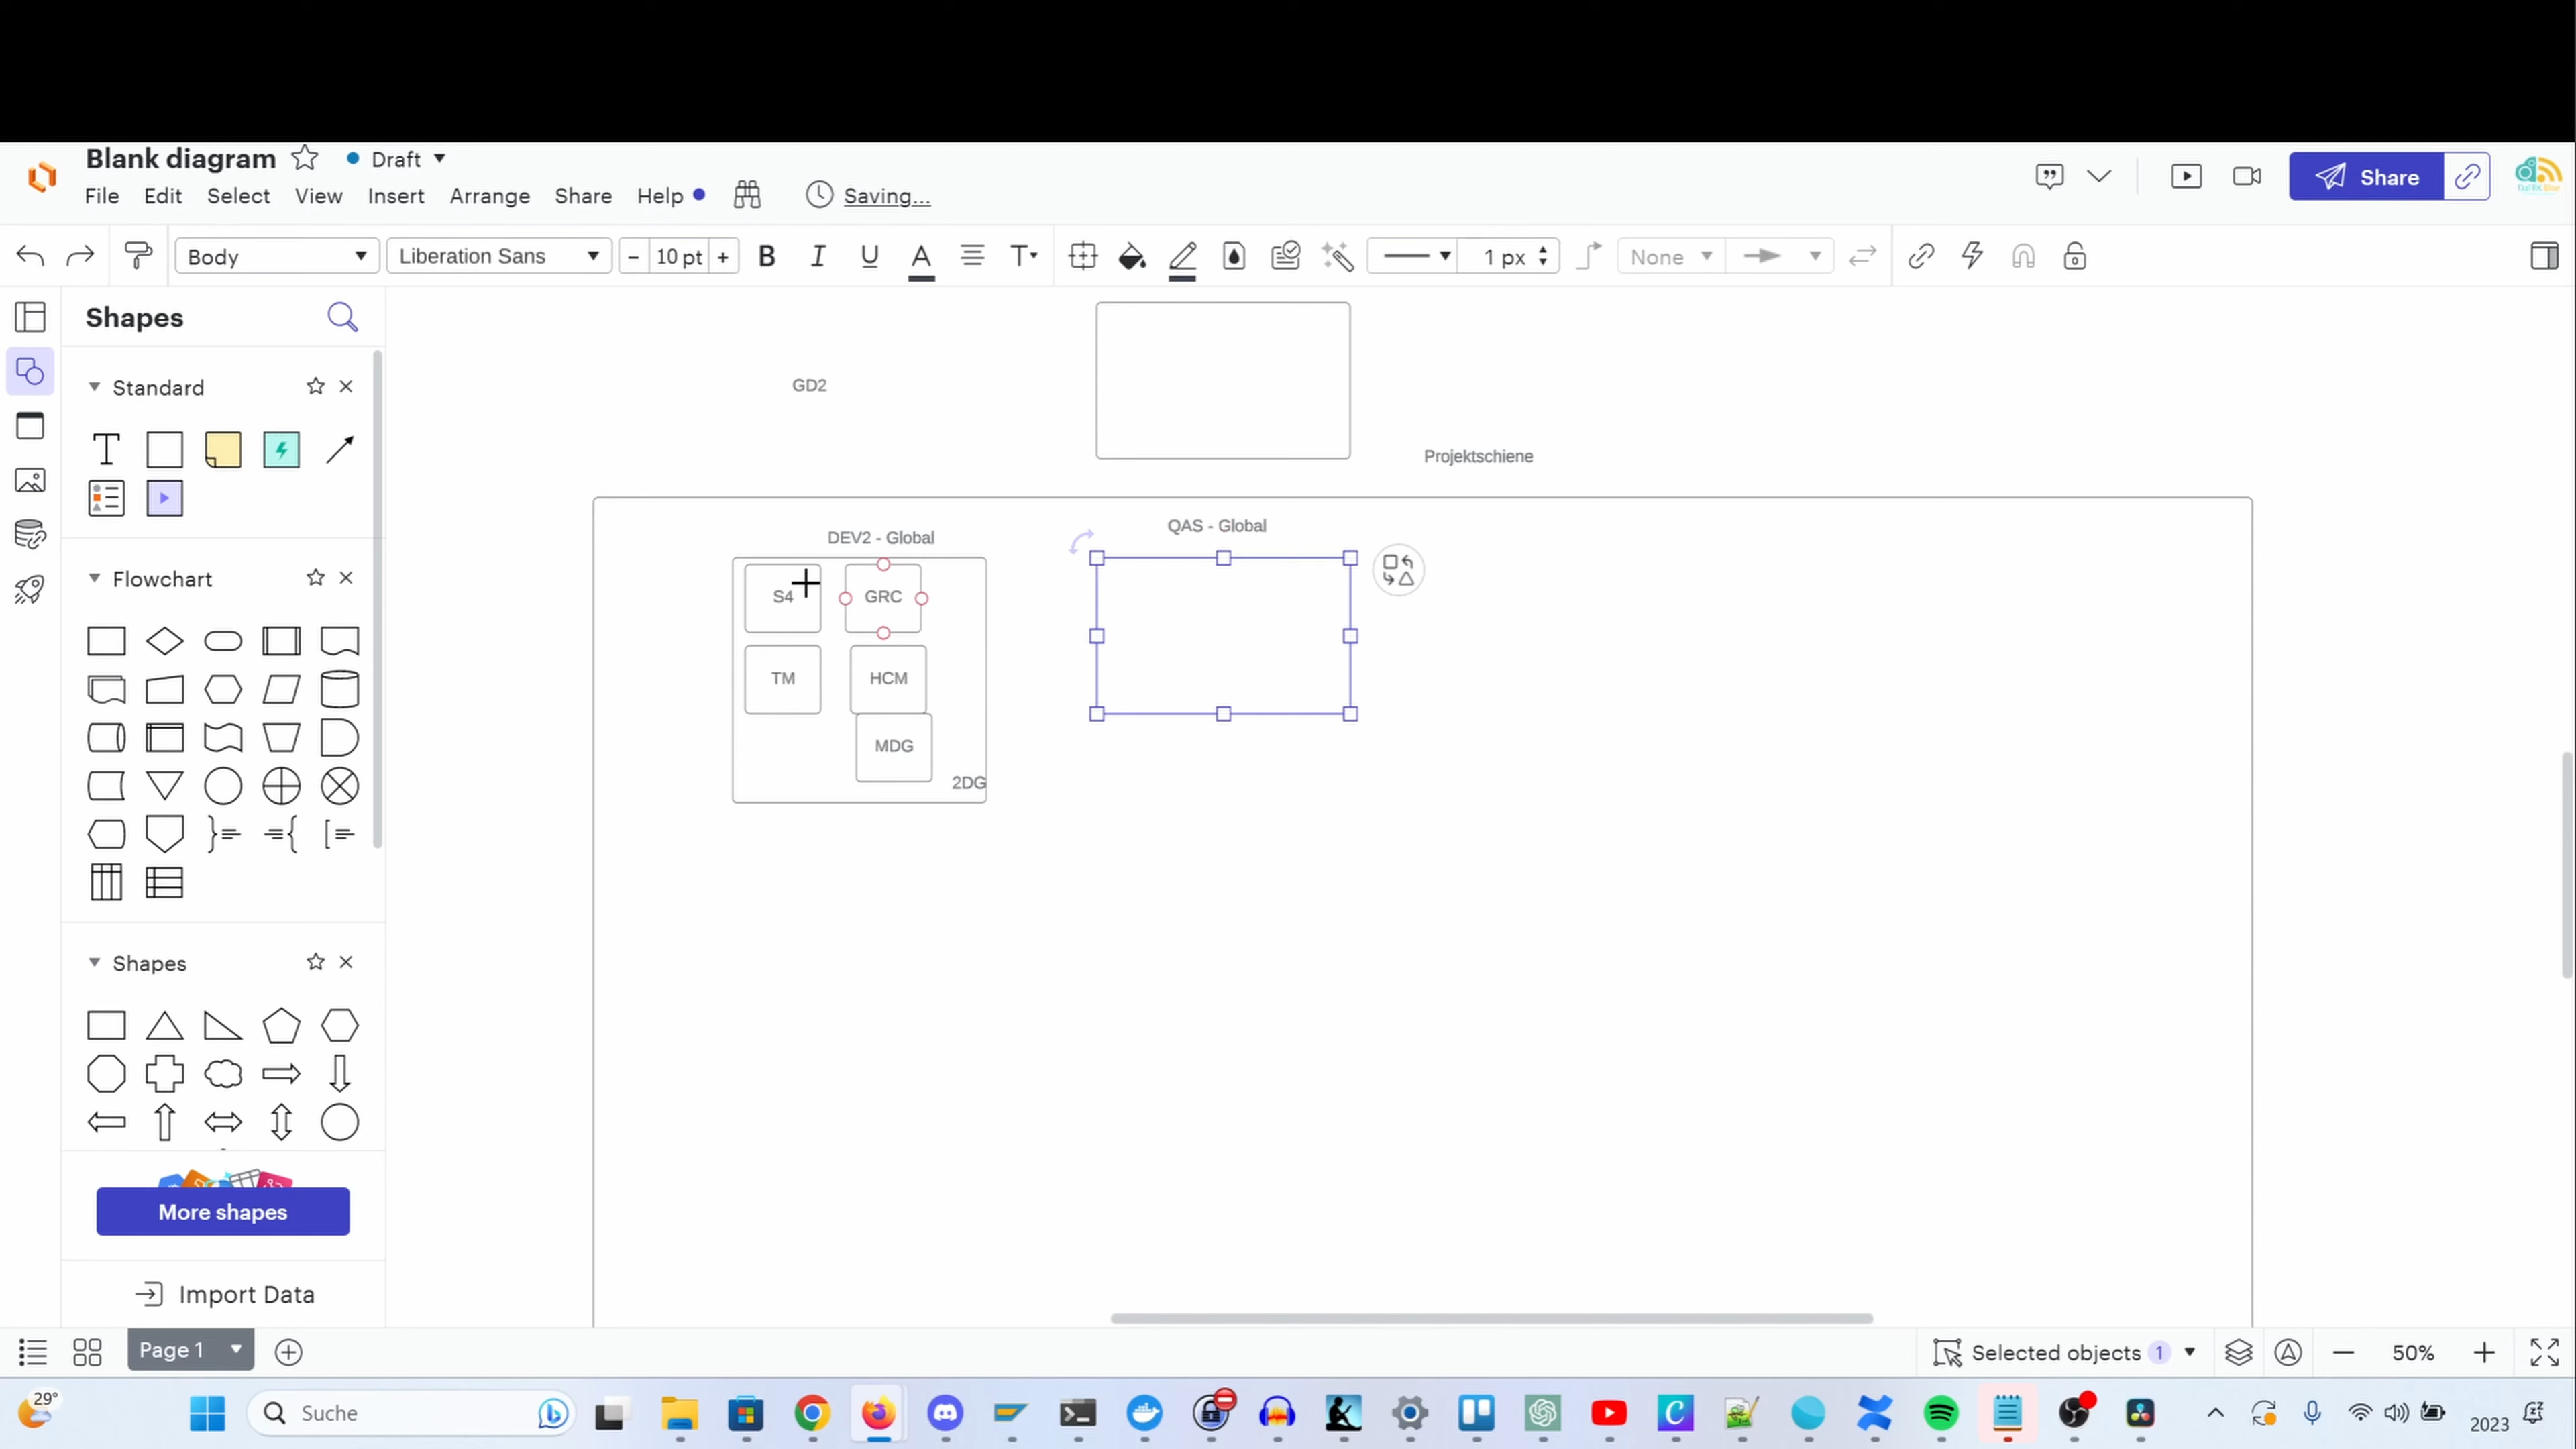 Blank diagram
Draft
File Edit Select View Insert Arrange Share Help
Saving...
Share
Body
Liberation Sans
10 pt
B I U A T
1 px
None
Shapes
Standard
T
Flowchart
Shapes
More shapes
Import Data
GD2
Projektschiene
DEV2 - Global
QAS - Global
S4
GRC
TM
HCM
MDG
2DG
Page 1
Selected objects 1
50%
29°
Suche
2023